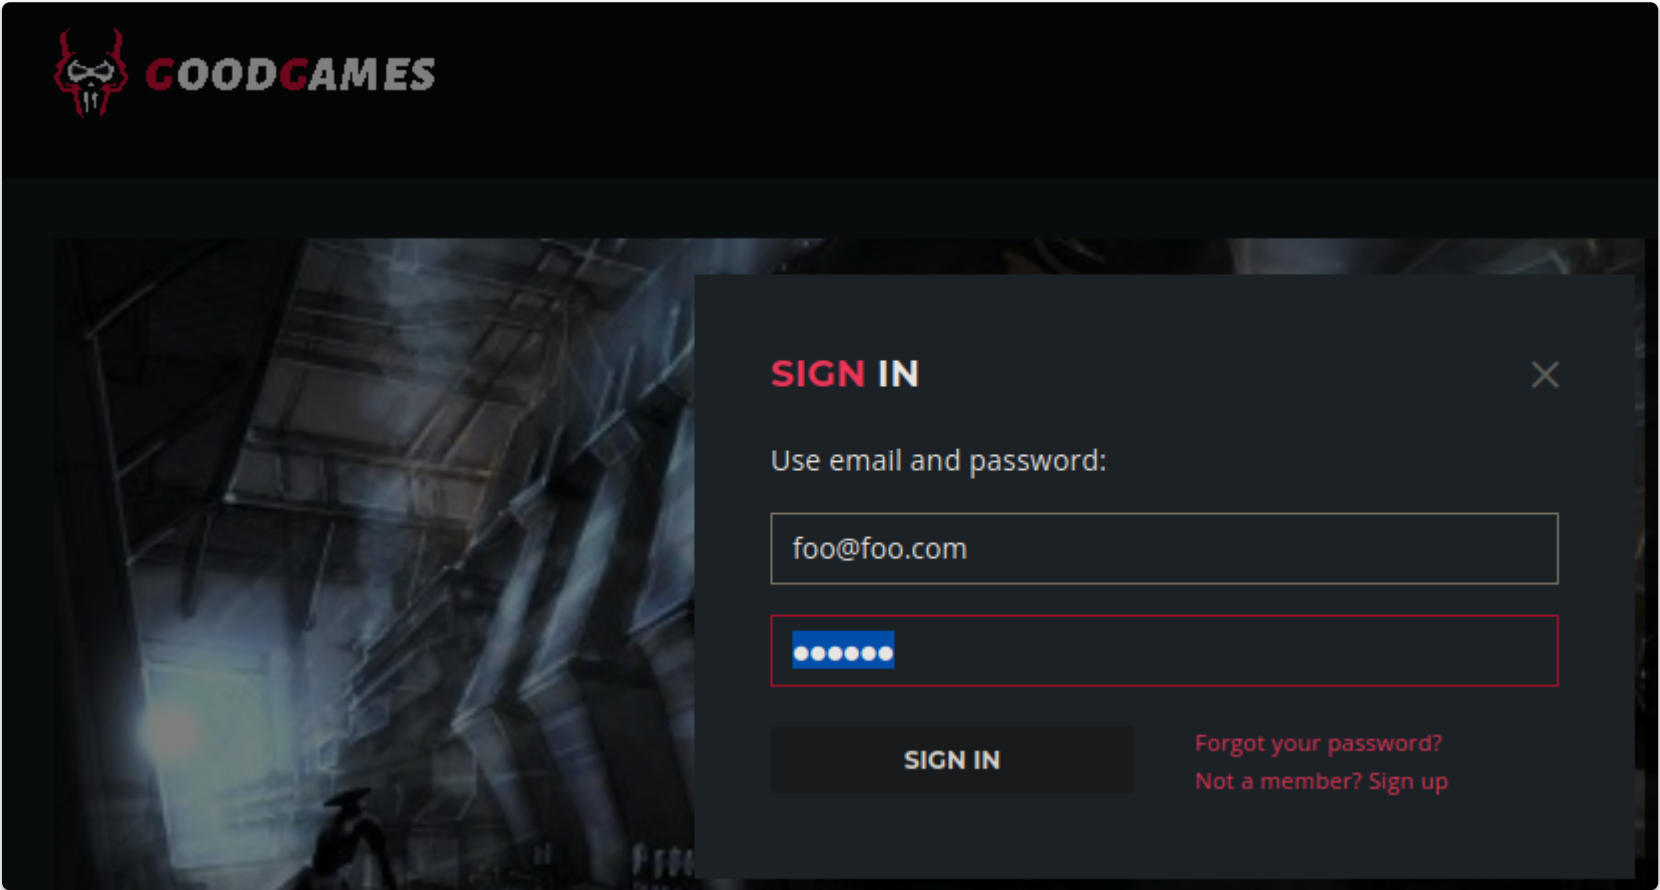 GOODGAMES
SIGN IN
Use email and password:
foo@foo.com
●●●●●●
SIGN IN
Forgot your password?
Not a member? Sign up